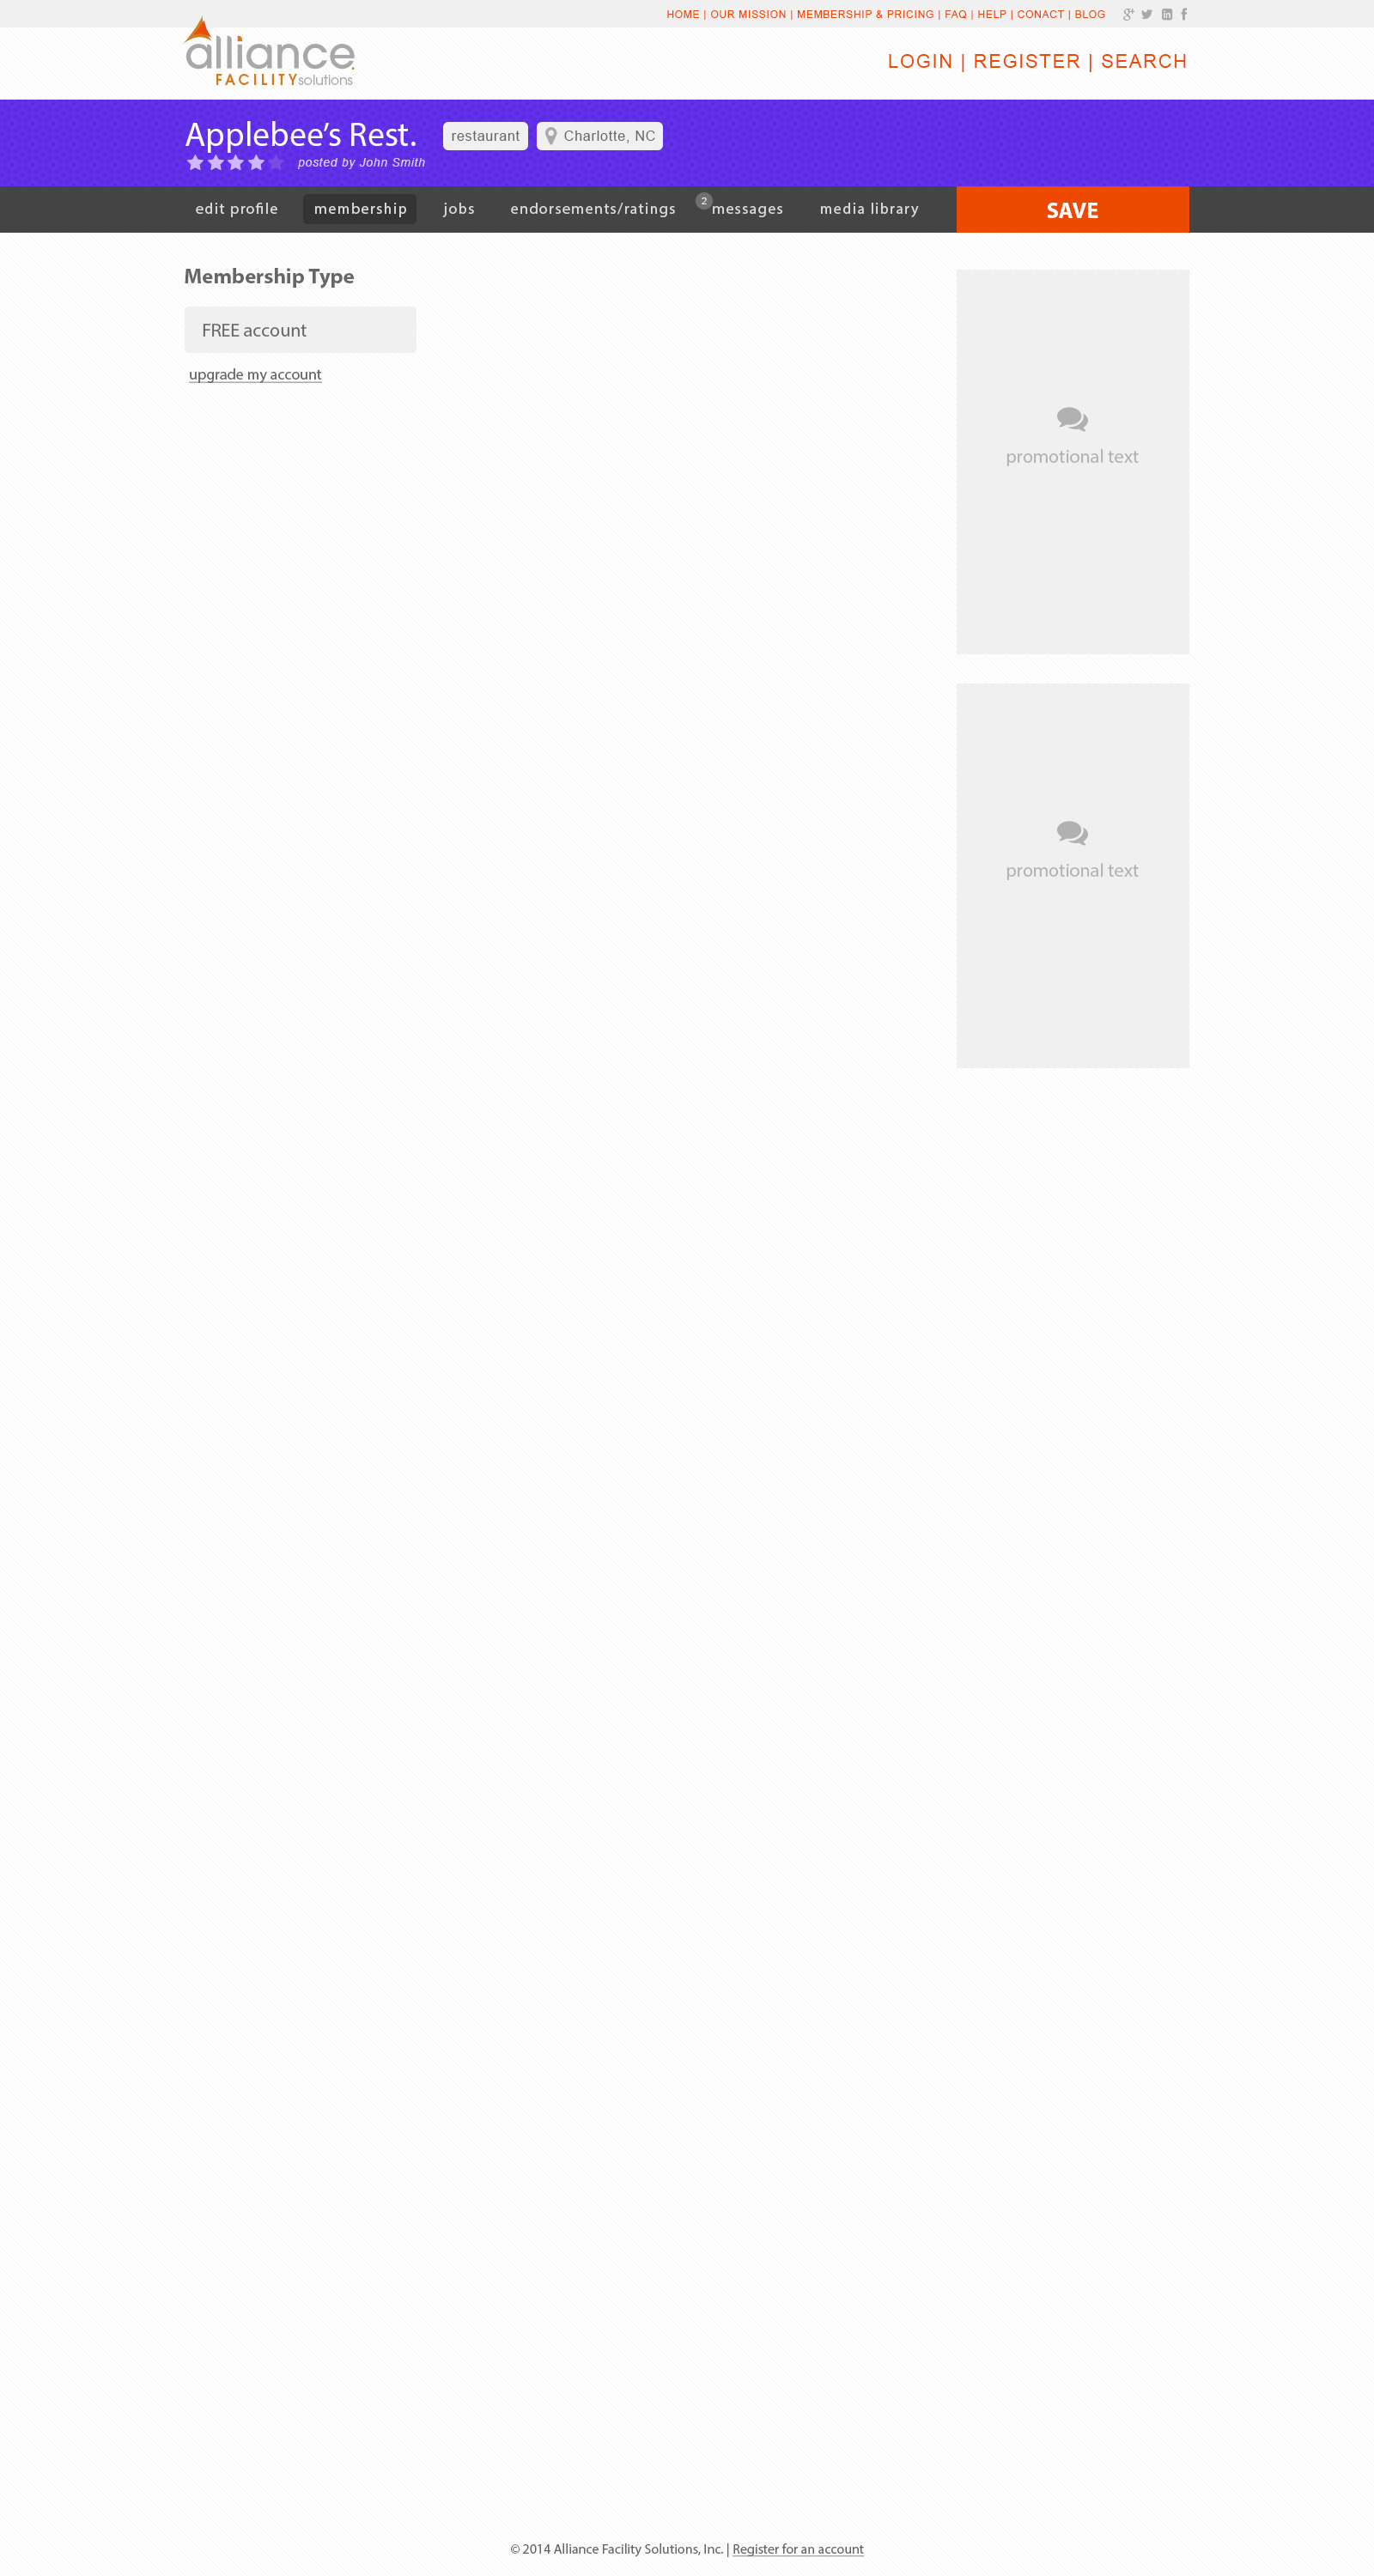 HOME | OUR MISSION | MEMBERSHIP & PRICING | FAQ | HELP | CONACT | BLOG
alliance
FACILITYsolutions
LOGIN | REGISTER | SEARCH
Applebee’s Rest.
restaurant
Charlotte, NC
posted by John Smith
edit profile
membership
jobs
endorsements/ratings
2
messages
media library
SAVE
Membership Type
FREE account
upgrade my account
promotional text
promotional text
© 2014 Alliance Facility Solutions, Inc. | Register for an account